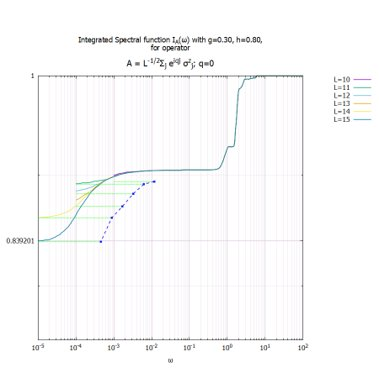 Integrated Spectral function I_A(ω) with g=0.30, h=0.80,
for operator
A = L^{-1/2}Σ_j e^{iqj} σ^z_j; q=0
1
0.839201
10^{-5} 10^{-4} 10^{-3} 10^{-2} 10^{-1} 10^0 10^1 10^2
ω
L=10
L=11
L=12
L=13
L=14
L=15